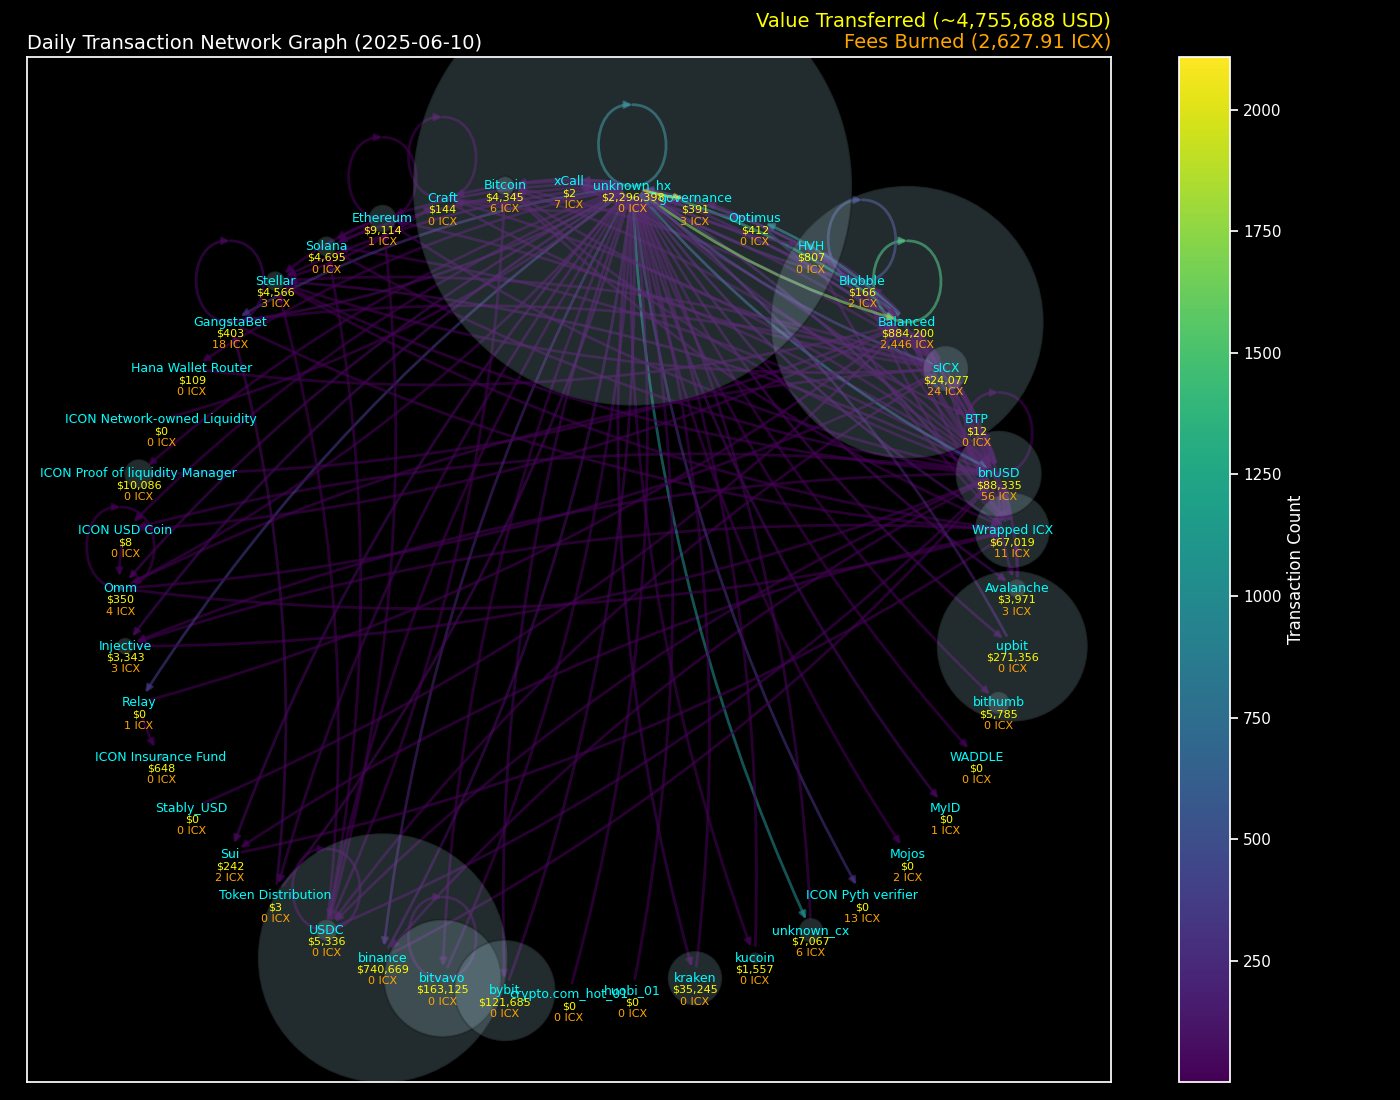 Value Transferred (~4,755,688 USD)
Daily Transaction Network Graph (2025-06-10)
Fees Burned (2,627.91 ICX)
xCall
$2
7 ICX
Bitcoin
$4,345
6 ICX
unknown_hx
$2,296,398
0 ICX
governance
$391
3 ICX
Craft
$144
0 ICX
Optimus
$412
0 ICX
Ethereum
$9,114
1 ICX
HVH
$807
0 ICX
Solana
$4,695
0 ICX
Blobble
$166
2 ICX
Stellar
$4,566
3 ICX
Balanced
$884,200
2,446 ICX
GangstaBet
$403
18 ICX
sICX
$24,077
24 ICX
Hana Wallet Router
$109
0 ICX
BTP
$12
0 ICX
ICON Network-owned Liquidity
$0
0 ICX
bnUSD
$88,335
56 ICX
ICON Proof of liquidity Manager
$10,086
0 ICX
Wrapped ICX
$67,019
11 ICX
ICON USD Coin
$8
0 ICX
Avalanche
$3,971
3 ICX
Omm
$350
4 ICX
upbit
$271,356
0 ICX
Injective
$3,343
3 ICX
bithumb
$5,785
0 ICX
Relay
$0
1 ICX
WADDLE
$0
0 ICX
ICON Insurance Fund
$648
0 ICX
MyID
$0
1 ICX
Stably_USD
$0
0 ICX
Mojos
$0
2 ICX
Sui
$242
2 ICX
ICON Pyth verifier
$0
13 ICX
Token Distribution
$3
0 ICX
unknown_cx
$7,067
6 ICX
USDC
$5,336
0 ICX
kucoin
$1,557
0 ICX
binance
$740,669
0 ICX
kraken
$35,245
0 ICX
bitvavo
$163,125
0 ICX
bybit
$121,685
0 ICX
crypto.com_hot_01
$0
0 ICX
huobi_01
$0
0 ICX
2000
1750
1500
1250
1000
750
500
250
Transaction Count